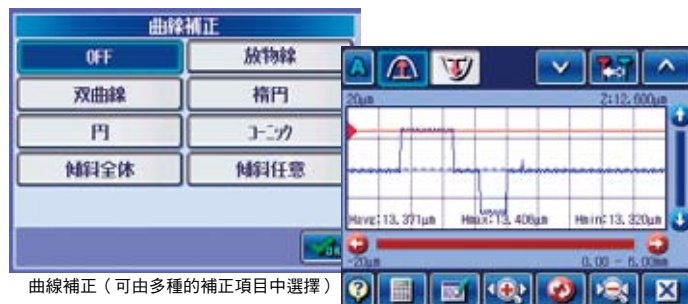 曲線補正
OFF
放物線
双曲線
楕円
円
コーニック
傾斜全体
傾斜任意
OK
曲線補正（可由多種的補正項目中選擇）
A
20μm
Z:12.600μm
Havg:13.371μm
Hmax:13.406μm
Hmin:13.320μm
-20μm
0.00 - 6.00mm